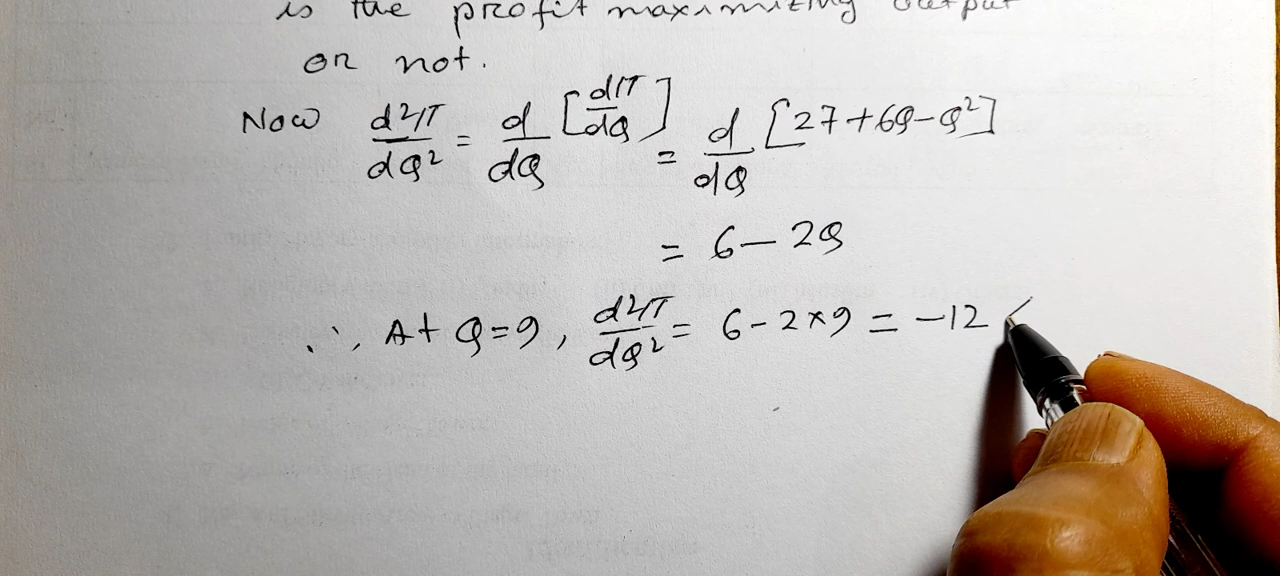 is the profit maximizing output
or not.
Now d²π/dQ² = d/dQ [dπ/dQ] = d/dQ [27+6Q-Q²]
= 6-2Q
∴, At Q=9, d²π/dQ² = 6-2×9 = -12 <